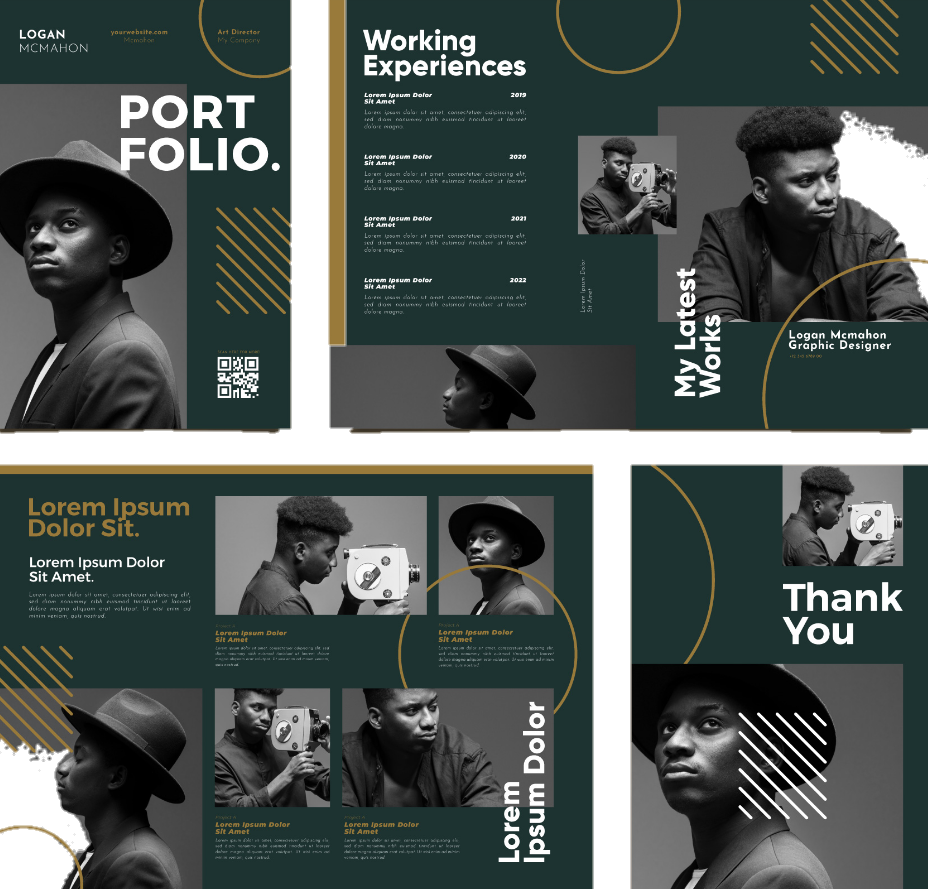 LOGAN
MCMAHON
yourwebsite.com
Mcmahon
Art Director
My Company
PORT
FOLIO.
Working
Experiences
Lorem Ipsum Dolor
Sit Amet
2019
Lorem ipsum dolor sit amet, consectetuer adipiscing elit,
sed diam nonummy nibh euismod tincidunt ut laoreet
dolore magna.
Lorem Ipsum Dolor
Sit Amet
2020
Lorem ipsum dolor sit amet, consectetuer adipiscing elit,
sed diam nonummy nibh euismod tincidunt ut laoreet
dolore magna.
Lorem Ipsum Dolor
Sit Amet
2021
Lorem ipsum dolor sit amet, consectetuer adipiscing elit,
sed diam nonummy nibh euismod tincidunt ut laoreet
dolore magna.
Lorem Ipsum Dolor
Sit Amet
2022
Lorem ipsum dolor sit amet, consectetuer adipiscing elit,
sed diam nonummy nibh euismod tincidunt ut laoreet
dolore magna.
Lorem Ipsum Dolor
Sit Amet
My Latest
Works
Logan Mcmahon
Graphic Designer
Lorem Ipsum
Dolor Sit.
Lorem Ipsum Dolor
Sit Amet.
Lorem ipsum dolor sit amet, consectetuer adipiscing elit,
sed diam nonummy nibh euismod tincidunt ut laoreet
dolore magna aliquam erat volutpat. Ut wisi enim ad
minim veniam, quis nostrud.
Lorem Ipsum Dolor
Sit Amet
Lorem Ipsum Dolor
Sit Amet
Lorem Ipsum Dolor
Sit Amet
Lorem Ipsum Dolor
Sit Amet
Lorem
Ipsum Dolor
Thank
You